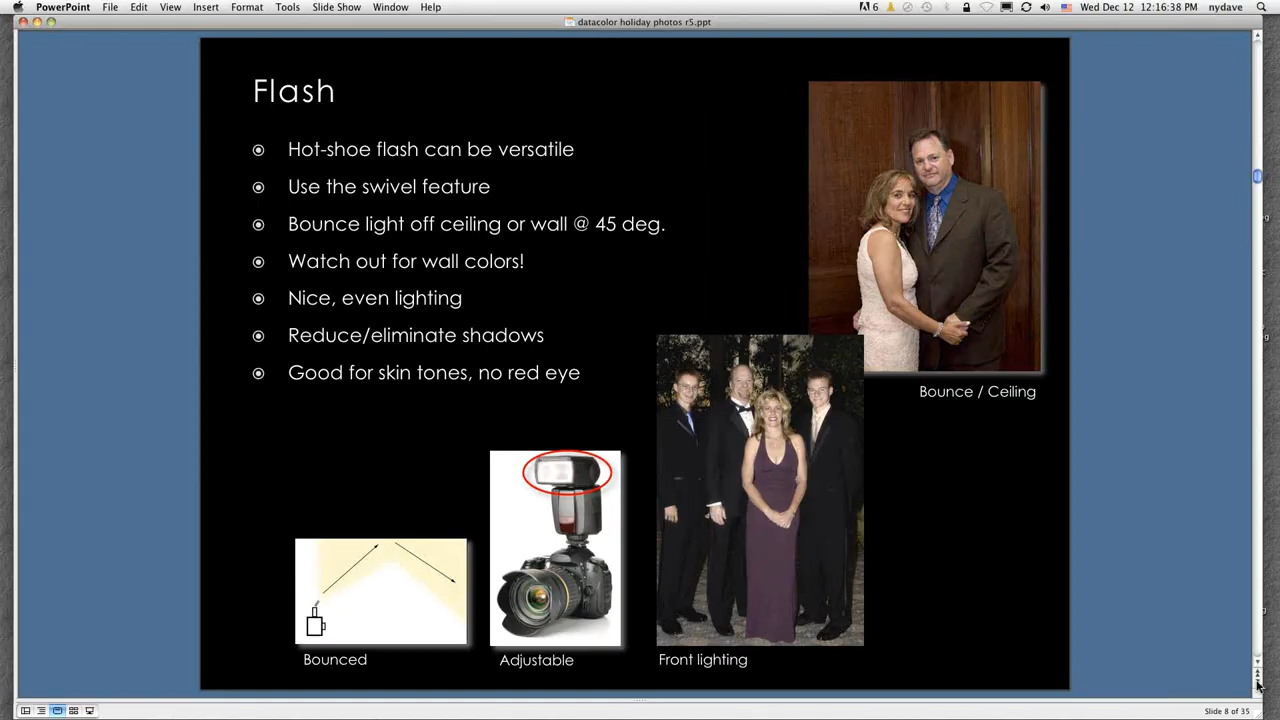 PowerPoint File Edit View Insert Format Tools Slide Show Window Help
6 Wed Dec 12 12:16:38 PM nydave
datacolor holiday photos r5.ppt
Flash
Hot-shoe flash can be versatile
Use the swivel feature
Bounce light off ceiling or wall @ 45 deg.
Watch out for wall colors!
Nice, even lighting
Reduce/eliminate shadows
Good for skin tones, no red eye
Bounce / Ceiling
Bounced
Adjustable
Front lighting
Slide 8 of 35